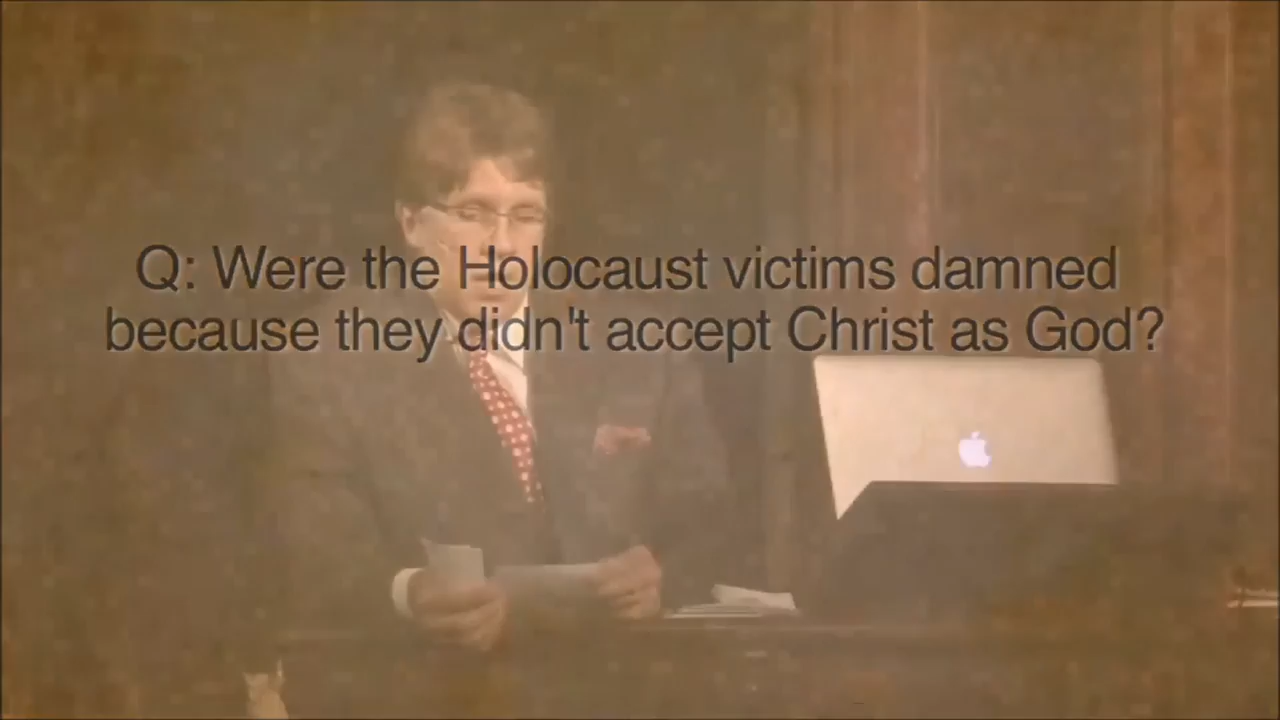 Q: Were the Holocaust victims damned
because they didn't accept Christ as God?